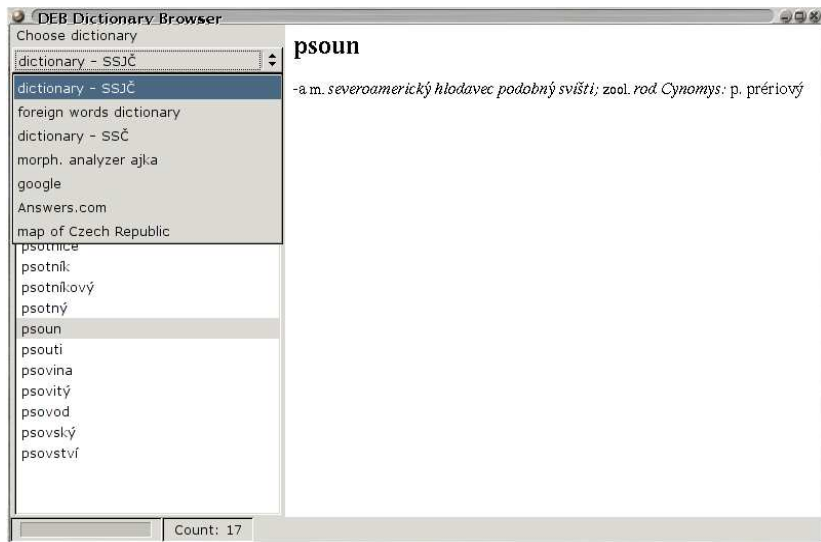 DEB Dictionary Browser
Choose dictionary
dictionary - SSJČ
dictionary - SSJČ
foreign words dictionary
dictionary - SSČ
morph. analyzer ajka
google
Answers.com
map of Czech Republic
psotnice
psotník
psotníkový
psotný
psoun
psouti
psovina
psovitý
psovod
psovský
psovství
Count: 17
psoun
-a m. severoamerický hlodavec podobný svišti; zool. rod Cynomys: p. prériový